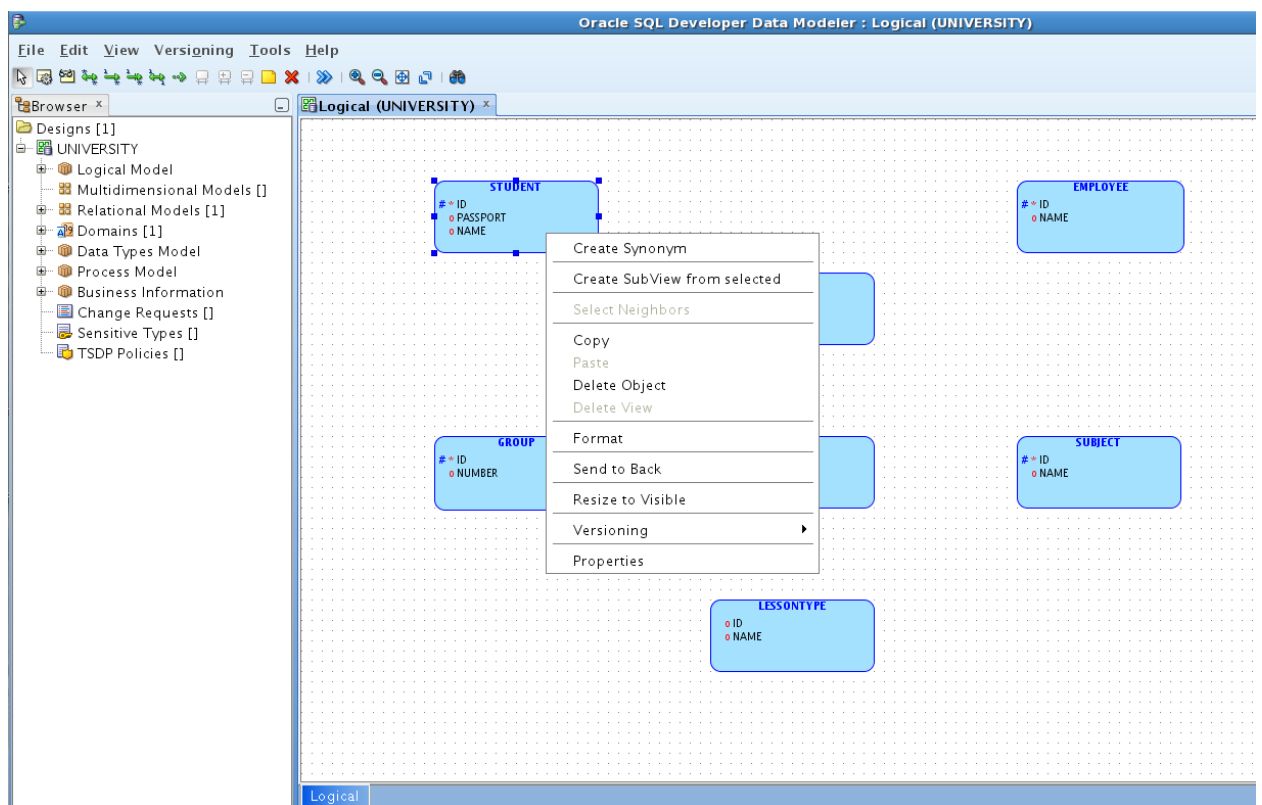 Oracle SQL Developer Data Modeler : Logical (UNIVERSITY)
File Edit View Versioning Tools Help
Browser x
Logical (UNIVERSITY) x
Designs [1]
UNIVERSITY
Logical Model
Multidimensional Models []
Relational Models [1]
Domains [1]
Data Types Model
Process Model
Business Information
Change Requests []
Sensitive Types []
TSDP Policies []
STUDENT
# * ID
o PASSPORT
o NAME
EMPLOYEE
# * ID
o NAME
Create Synonym
Create SubView from selected
Select Neighbors
Copy
Paste
Delete Object
Delete View
Format
Send to Back
Resize to Visible
Versioning
Properties
GROUP
# * ID
o NUMBER
SUBJECT
# * ID
o NAME
LESSONTYPE
o ID
o NAME
Logical